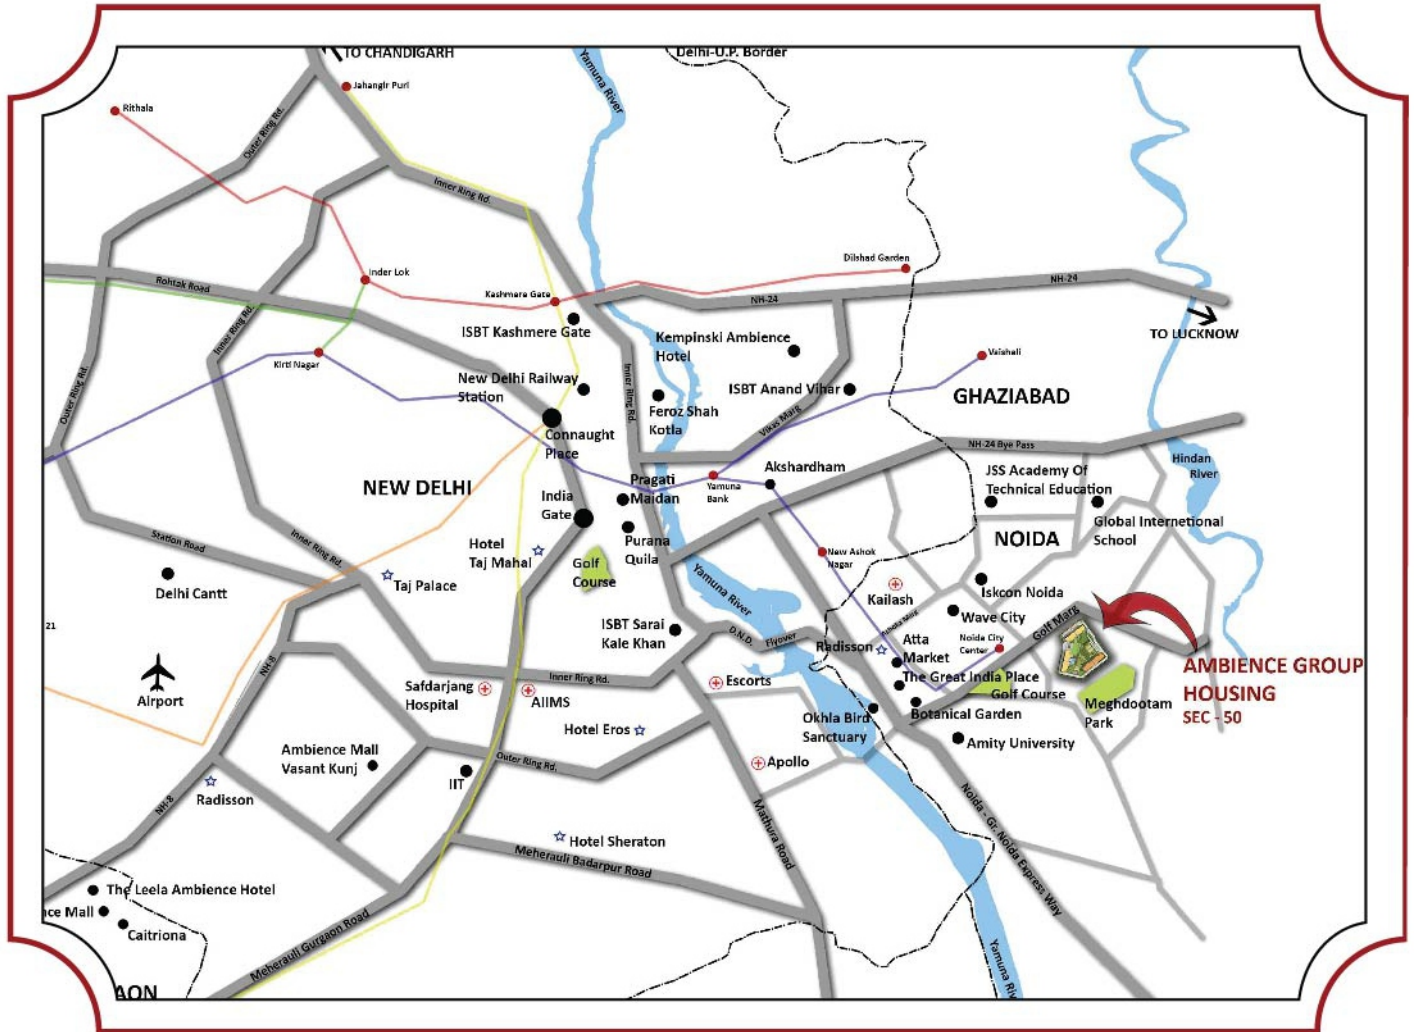 TO CHANDIGARH
Delhi-U.P. Border
Yamuna River
Jahangir Puri
Rithala
Outer Ring Rd.
Inner Ring Rd.
Dilshad Garden
Inder Lok
Rohtak Road
Kashmere Gate
NH-24
NH-24
Inner Ring Rd.
ISBT Kashmere Gate
TO LUCKNOW
Kempinski Ambience
Hotel
Vaishali
Kirti Nagar
New Delhi Railway
Station
Inner Ring Rd.
ISBT Anand Vihar
GHAZIABAD
Outer Ring Rd.
Feroz Shah
Kotla
Vikas Marg
Connaught
Place
NH-24 Bye Pass
Hindan
River
Akshardham
JSS Academy Of
Technical Education
NEW DELHI
Pragati
Maidan
Yamuna
Bank
India
Gate
Global Internetional
School
Station Road
Inner Ring Rd.
Hotel
Taj Mahal
Purana
Quila
NOIDA
New Ashok
Nagar
Golf
Course
Yamuna River
Taj Palace
Delhi Cantt
Kailash
Iskcon Noida
Wave City
Golf Marg
21
ISBT Sarai
Kale Khan
D.N.D. Flyover
Radisson
Atta
Market
Noida City
Center
NH-8
AMBIENCE GROUP
HOUSING
SEC - 50
Inner Ring Rd.
Escorts
The Great India Place
Golf Course
Safdarjang
Hospital
AIIMS
Airport
Meghdootam
Park
Okhla Bird
Sanctuary
Botanical Garden
Hotel Eros
Amity University
Ambience Mall
Vasant Kunj
Outer Ring Rd.
Apollo
IIT
Radisson
NH-8
Mathura Road
Noida - Gr. Noida Express Way
Hotel Sheraton
Meherauli Badarpur Road
The Leela Ambience Hotel
ce Mall
Caitriona
Meherauli Gurgaon Road
Yamuna Riv
AON